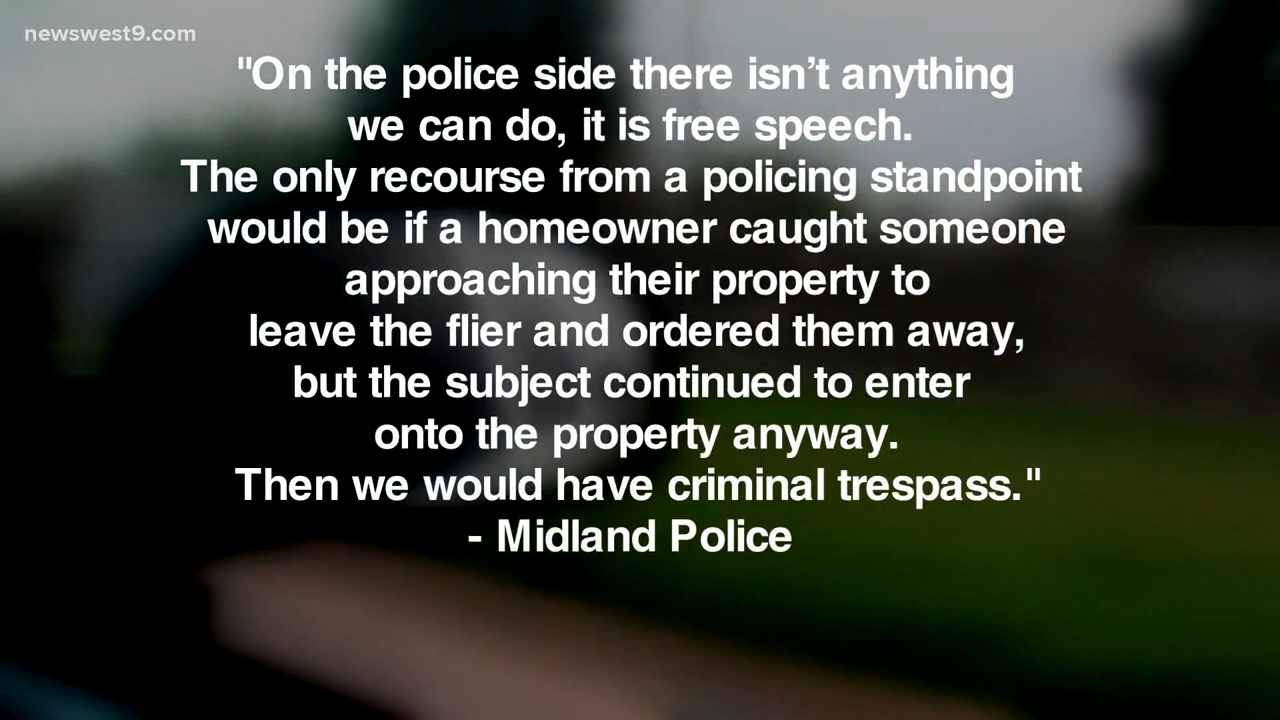 newswest9.com
"On the police side there isn’t anything
we can do, it is free speech.
The only recourse from a policing standpoint
would be if a homeowner caught someone
approaching their property to
leave the flier and ordered them away,
but the subject continued to enter
onto the property anyway.
Then we would have criminal trespass."
- Midland Police